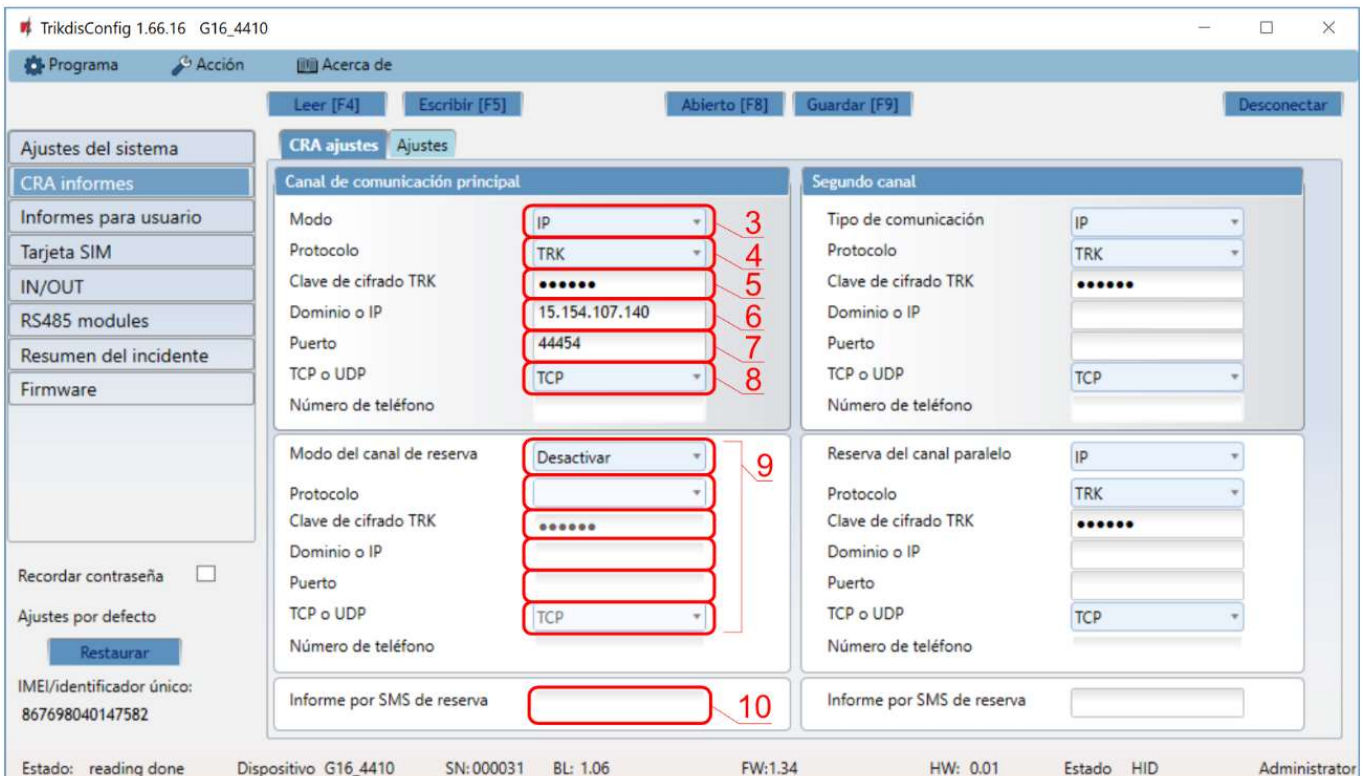 TrikdisConfig 1.66.16 G16_4410
Programa Acción Acerca de
Leer [F4] Escribir [F5] Abierto [F8] Guardar [F9] Desconectar
Ajustes del sistema
CRA informes
Informes para usuario
Tarjeta SIM
IN/OUT
RS485 modules
Resumen del incidente
Firmware
Recordar contraseña
Ajustes por defecto
Restaurar
IMEI/identificador único:
867698040147582
CRA ajustes Ajustes
Canal de comunicación principal
Modo IP 3
Protocolo TRK 4
Clave de cifrado TRK •••••• 5
Dominio o IP 15.154.107.140 6
Puerto 44454 7
TCP o UDP TCP 8
Número de teléfono
Modo del canal de reserva Desactivar 9
Protocolo
Clave de cifrado TRK ••••••
Dominio o IP
Puerto
TCP o UDP TCP
Número de teléfono
Informe por SMS de reserva 10
Segundo canal
Tipo de comunicación IP
Protocolo TRK
Clave de cifrado TRK ••••••
Dominio o IP
Puerto
TCP o UDP TCP
Número de teléfono
Reserva del canal paralelo IP
Protocolo TRK
Clave de cifrado TRK ••••••
Dominio o IP
Puerto
TCP o UDP TCP
Número de teléfono
Informe por SMS de reserva
Estado: reading done Dispositivo G16_4410 SN:000031 BL: 1.06 FW:1.34 HW: 0.01 Estado HID Administrator